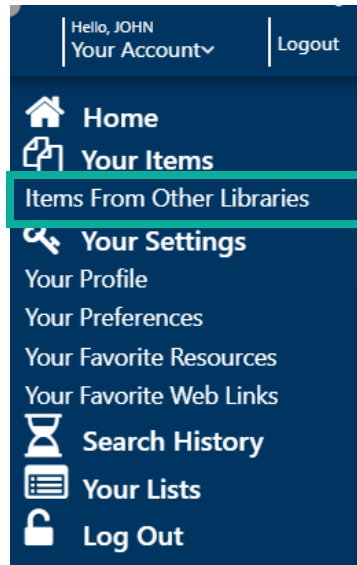 Hello, JOHN
Your Account
Logout
Home
Your Items
Items From Other Libraries
Your Settings
Your Profile
Your Preferences
Your Favorite Resources
Your Favorite Web Links
Search History
Your Lists
Log Out